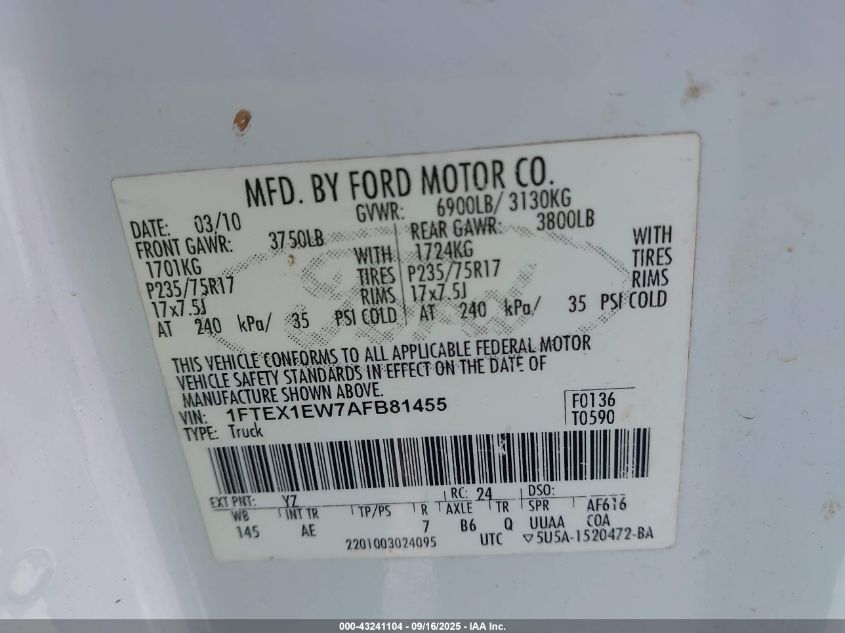 MFD. BY FORD MOTOR CO.
DATE: 03/10 GVWR: 6900LB/ 3130KG
FRONT GAWR: 3750LB REAR GAWR: 3800LB
1701KG WITH 1724KG WITH
P235/75R17 TIRES P235/75R17 TIRES
17x7.5J RIMS 17x7.5J RIMS
AT 240 kPa/ 35 PSI COLD AT 240 kPa/ 35 PSI COLD
THIS VEHICLE CONFORMS TO ALL APPLICABLE FEDERAL MOTOR
VEHICLE SAFETY STANDARDS IN EFFECT ON THE DATE OF
MANUFACTURE SHOWN ABOVE.
VIN: 1FTEX1EW7AFB81455 F0136
TYPE: Truck T0590
EXT PNT: YZ RC: 24 DSO:
WB INT TR TP/PS R AXLE TR SPR AF616
145 AE 7 B6 Q UUAA COA
2201003024095 UTC ▽5U5A-1520472-BA
000-43241104 - 09/16/2025 - IAA Inc.